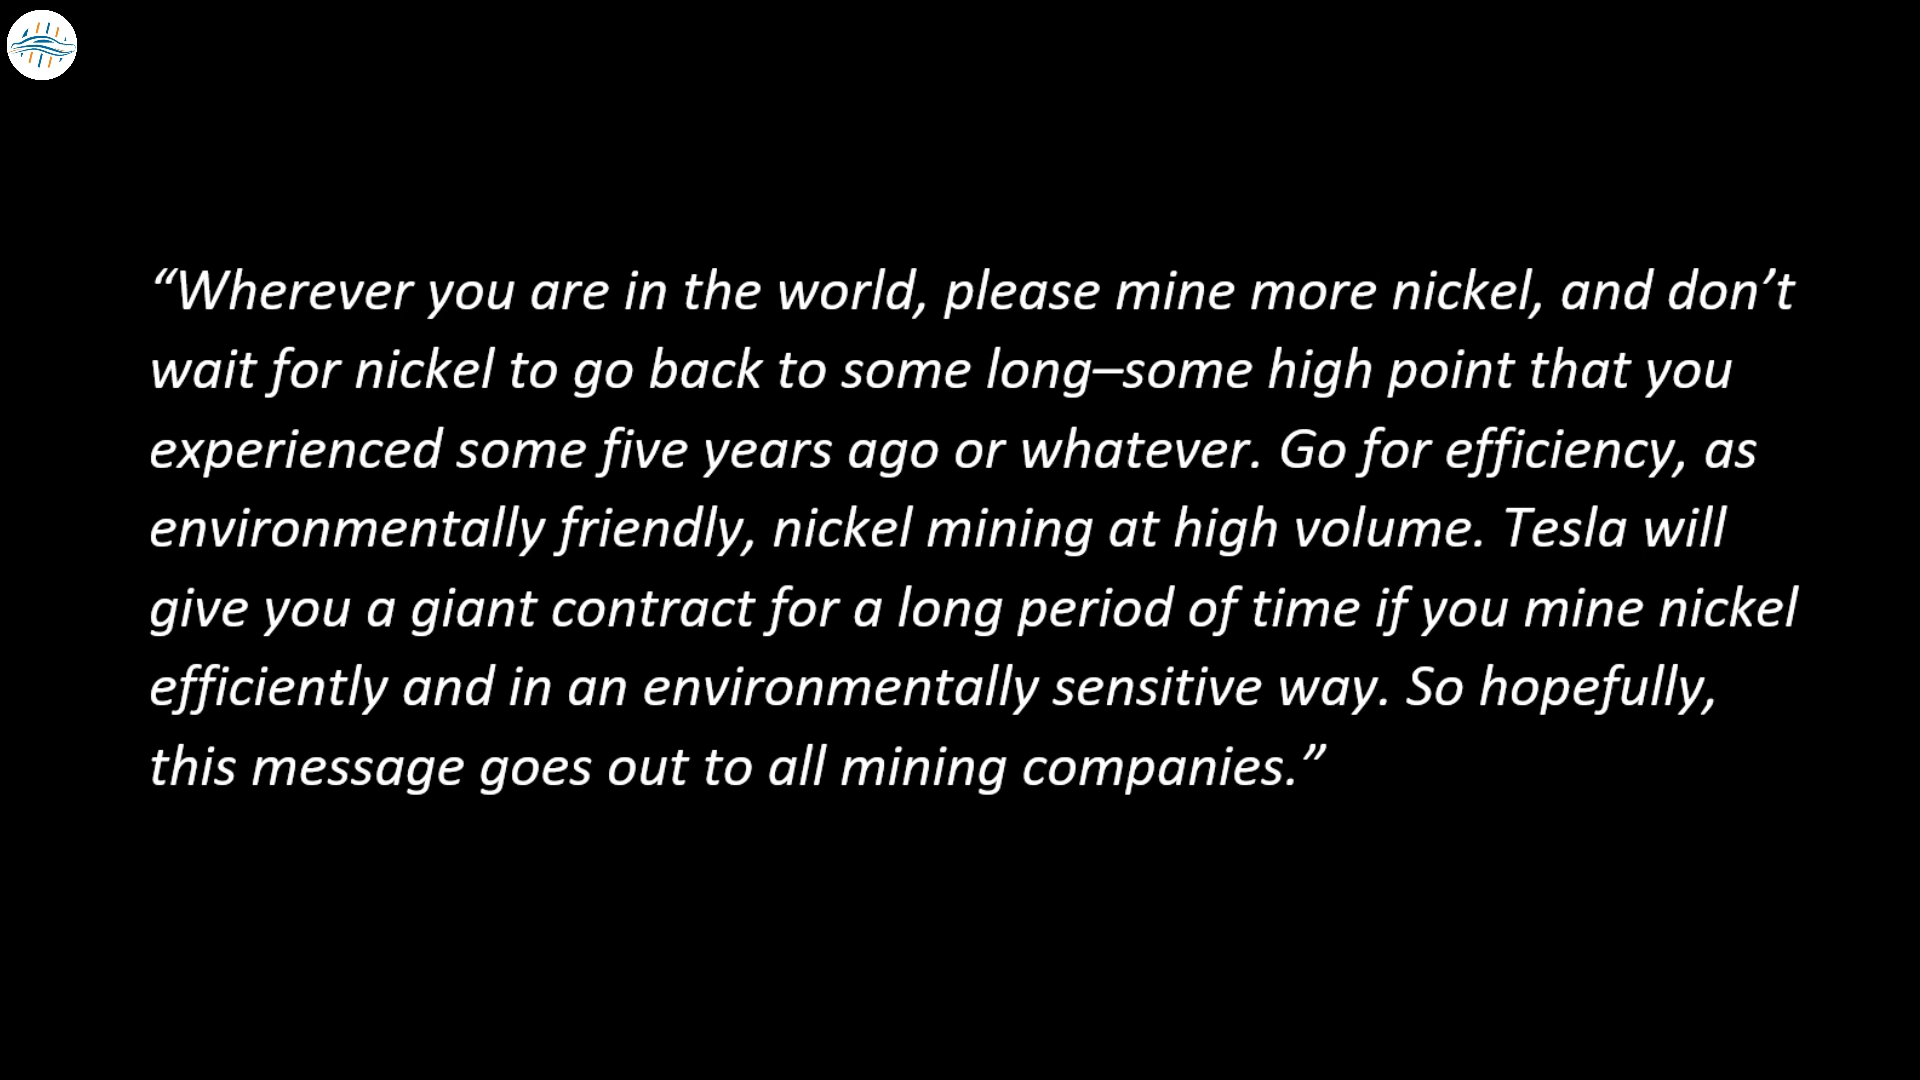 “Wherever you are in the world, please mine more nickel, and don’t
wait for nickel to go back to some long–some high point that you
experienced some five years ago or whatever. Go for efficiency, as
environmentally friendly, nickel mining at high volume. Tesla will
give you a giant contract for a long period of time if you mine nickel
efficiently and in an environmentally sensitive way. So hopefully,
this message goes out to all mining companies.”